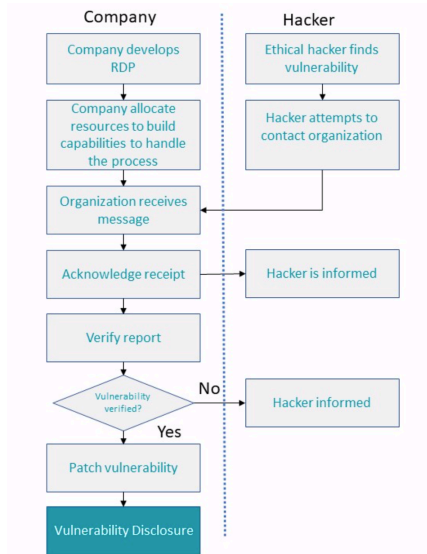 Company
Hacker
Company develops
RDP
Ethical hacker finds
vulnerability
Company allocate
resources to build
capabilities to handle
the process
Hacker attempts to
contact organization
Organization receives
message
Acknowledge receipt
Hacker is informed
Verify report
Vulnerability
verified?
No
Hacker informed
Yes
Patch vulnerability
Vulnerability Disclosure